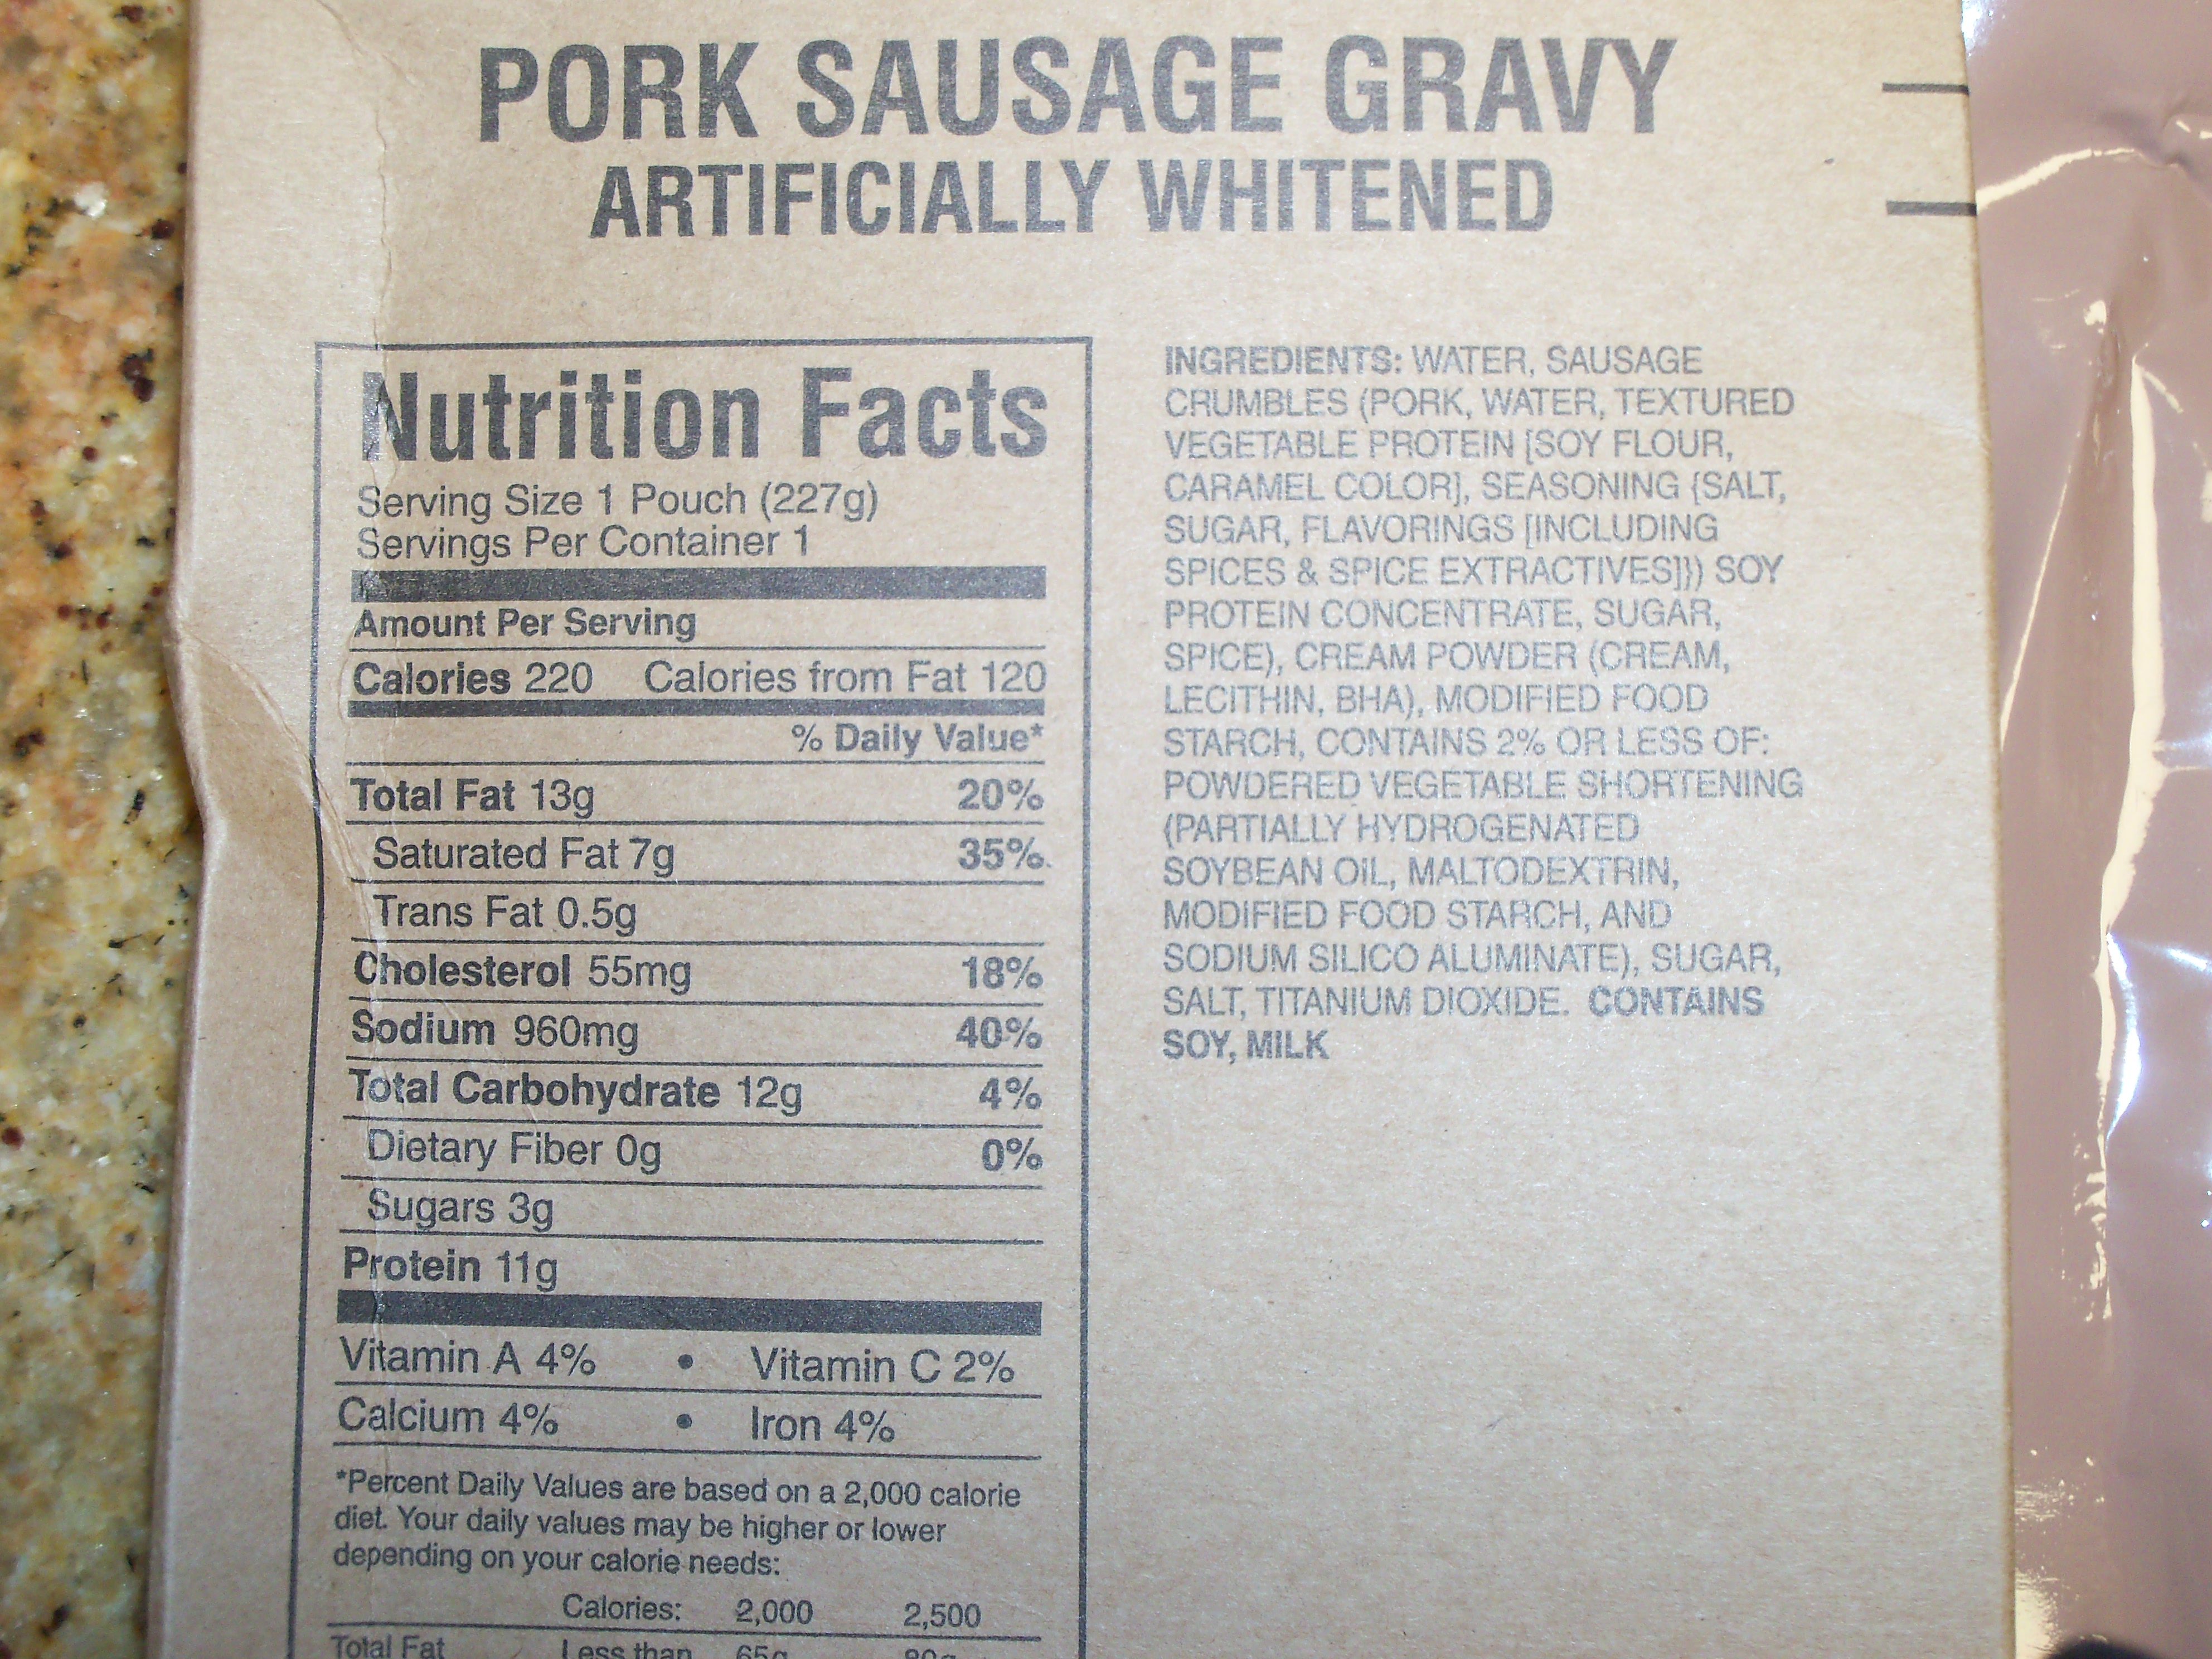 PORK SAUSAGE GRAVY
ARTIFICIALLY WHITENED
Nutrition Facts
Serving Size 1 Pouch (227g)
Servings Per Container 1
Amount Per Serving
Calories 220 Calories from Fat 120
% Daily Value*
Total Fat 13g 20%
Saturated Fat 7g 35%
Trans Fat 0.5g
Cholesterol 55mg 18%
Sodium 960mg 40%
Total Carbohydrate 12g 4%
Dietary Fiber 0g 0%
Sugars 3g
Protein 11g
Vitamin A 4% • Vitamin C 2%
Calcium 4% • Iron 4%
*Percent Daily Values are based on a 2,000 calorie
diet. Your daily values may be higher or lower
depending on your calorie needs:
Calories: 2,000 2,500
Total Fat Less than 65g 80g
INGREDIENTS: WATER, SAUSAGE
CRUMBLES (PORK, WATER, TEXTURED
VEGETABLE PROTEIN [SOY FLOUR,
CARAMEL COLOR], SEASONING {SALT,
SUGAR, FLAVORINGS [INCLUDING
SPICES & SPICE EXTRACTIVES]}) SOY
PROTEIN CONCENTRATE, SUGAR,
SPICE), CREAM POWDER (CREAM,
LECITHIN, BHA), MODIFIED FOOD
STARCH, CONTAINS 2% OR LESS OF:
POWDERED VEGETABLE SHORTENING
(PARTIALLY HYDROGENATED
SOYBEAN OIL, MALTODEXTRIN,
MODIFIED FOOD STARCH, AND
SODIUM SILICO ALUMINATE), SUGAR,
SALT, TITANIUM DIOXIDE. CONTAINS
SOY, MILK